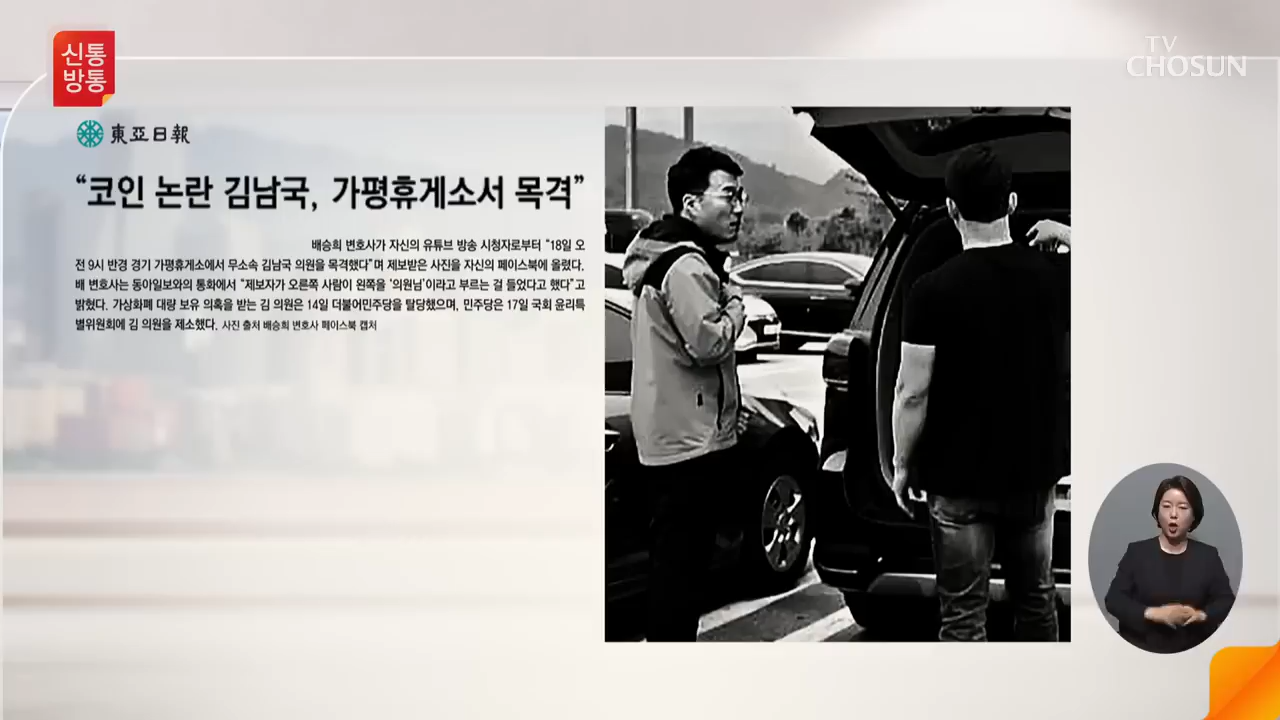 신통
방통
TV
CHOSUN
東亞日報
“코인 논란 김남국, 가평휴게소서 목격”
배승희 변호사가 자신의 유튜브 방송 시청자로부터 “18일 오
전 9시 반경 경기 가평휴게소에서 무소속 김남국 의원을 목격했다”며 제보받은 사진을 자신의 페이스북에 올렸다.
배 변호사는 동아일보와의 통화에서 “제보자가 오른쪽 사람이 왼쪽을 ‘의원님’이라고 부르는 걸 들었다고 했다”고
밝혔다. 가상화폐 대량 보유 의혹을 받는 김 의원은 14일 더불어민주당을 탈당했으며, 민주당은 17일 국회 윤리특
별위원회에 김 의원을 제소했다. 사진 출처 배승희 변호사 페이스북 캡처